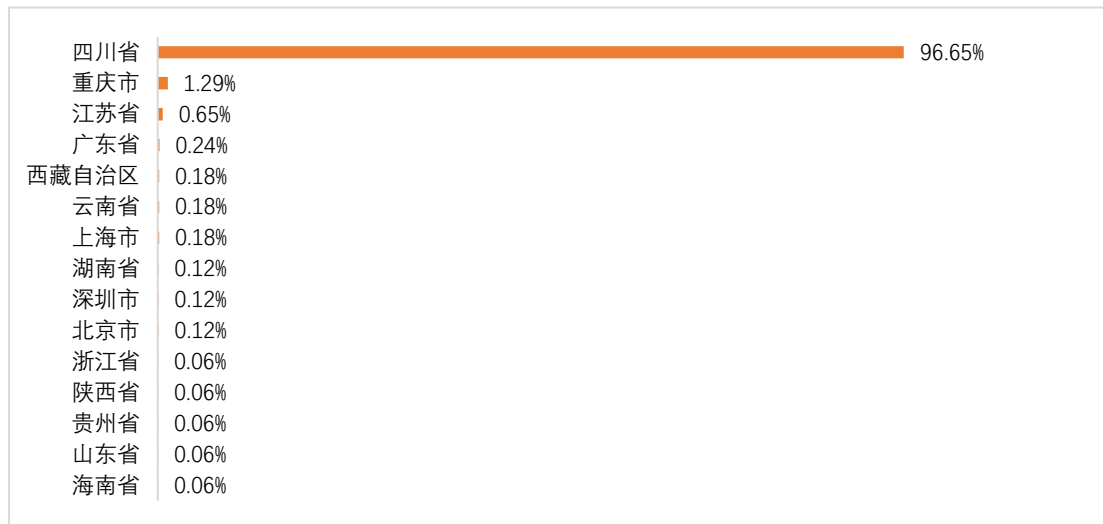 四川省 96.65%
重庆市 1.29%
江苏省 0.65%
广东省 0.24%
西藏自治区 0.18%
云南省 0.18%
上海市 0.18%
湖南省 0.12%
深圳市 0.12%
北京市 0.12%
浙江省 0.06%
陕西省 0.06%
贵州省 0.06%
山东省 0.06%
海南省 0.06%